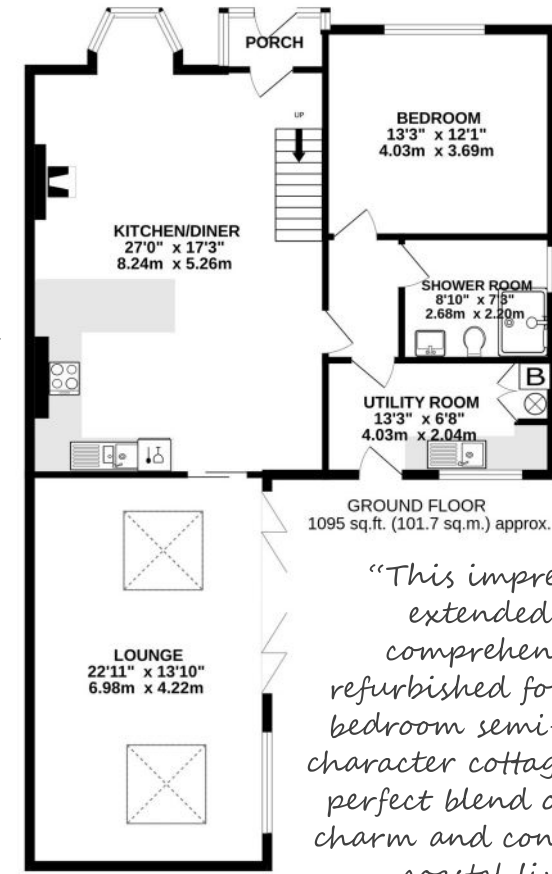 PORCH
UP
BEDROOM
13'3" x 12'1"
4.03m x 3.69m
KITCHEN/DINER
27'0" x 17'3"
8.24m x 5.26m
SHOWER ROOM
8'10" x 7'3"
2.68m x 2.20m
B
UTILITY ROOM
13'3" x 6'8"
4.03m x 2.04m
GROUND FLOOR
1095 sq.ft. (101.7 sq.m.) approx.
LOUNGE
22'11" x 13'10"
6.98m x 4.22m
“This impre
extended
comprehen
refurbished fo
bedroom semi-
character cottag
perfect blend
charm and con